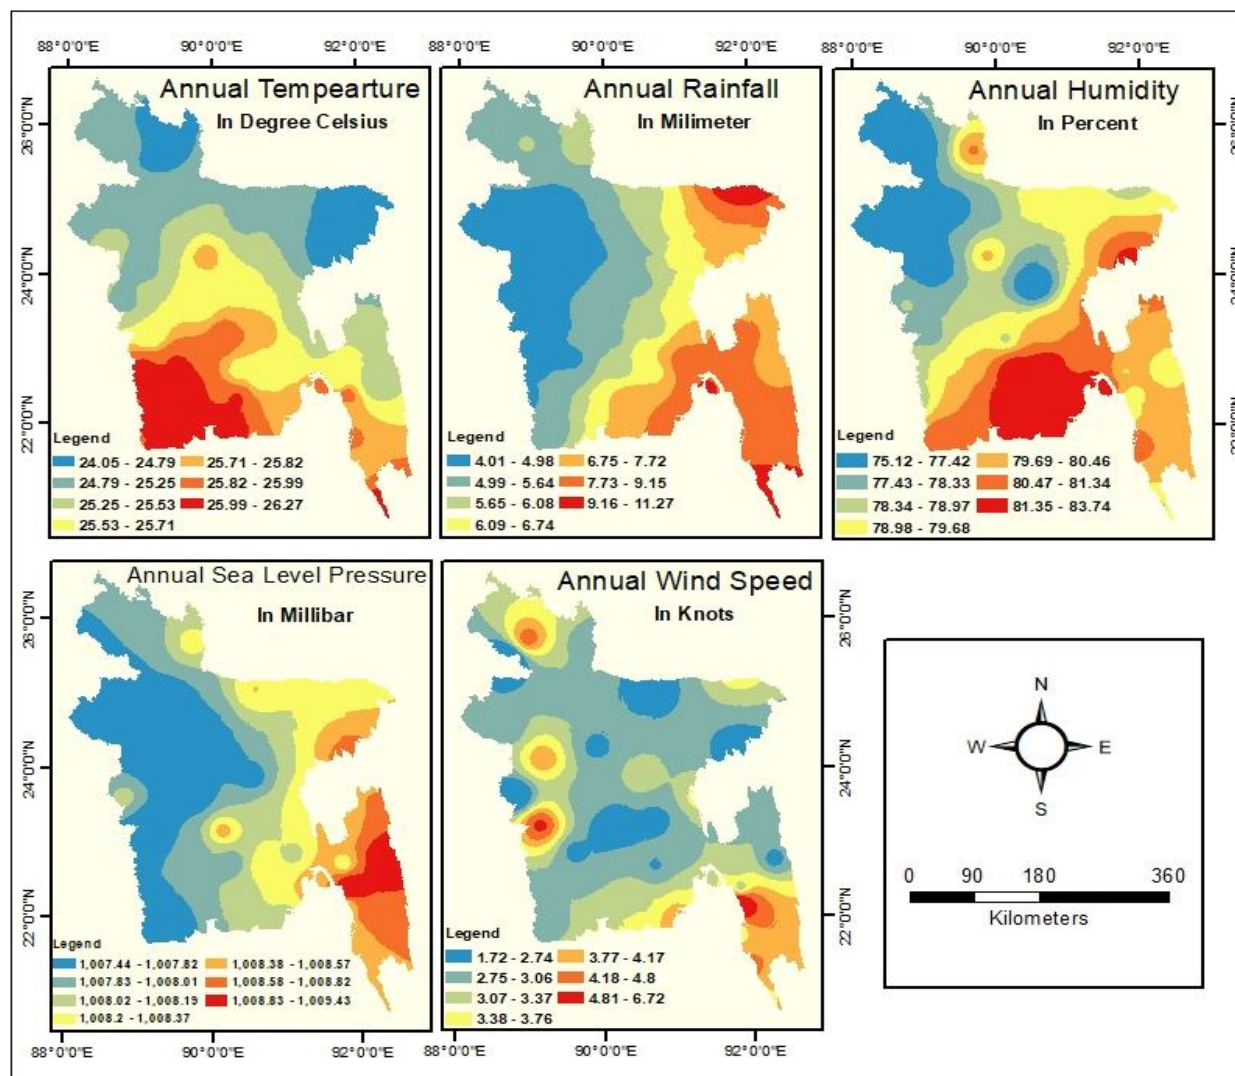 88°0'0"E 90°0'0"E 92°0'0"E 88°0'0"E 90°0'0"E 92°0'0"E 88°0'0"E 90°0'0"E 92°0'0"E
Annual Tempearture
In Degree Celsius
Annual Rainfall
In Milimeter
Annual Humidity
In Percent
26°0'0"N
24°0'0"N
22°0'0"N
26°0'0"N
24°0'0"N
22°0'0"N
Legend
24.05 - 24.79 25.71 - 25.82
24.79 - 25.25 25.82 - 25.99
25.25 - 25.53 25.99 - 26.27
25.53 - 25.71
Legend
4.01 - 4.98 6.75 - 7.72
4.99 - 5.64 7.73 - 9.15
5.65 - 6.08 9.16 - 11.27
6.09 - 6.74
Legend
75.12 - 77.42 79.69 - 80.46
77.43 - 78.33 80.47 - 81.34
78.34 - 78.97 81.35 - 83.74
78.98 - 79.68
Annual Sea Level Pressure
In Millibar
Annual Wind Speed
In Knots
26°0'0"N
24°0'0"N
22°0'0"N
26°0'0"N
24°0'0"N
22°0'0"N
Legend
1,007.44 - 1,007.82 1,008.38 - 1,008.57
1,007.83 - 1,008.01 1,008.58 - 1,008.82
1,008.02 - 1,008.19 1,008.83 - 1,009.43
1,008.2 - 1,008.37
Legend
1.72 - 2.74 3.77 - 4.17
2.75 - 3.06 4.18 - 4.8
3.07 - 3.37 4.81 - 6.72
3.38 - 3.76
88°0'0"E 90°0'0"E 92°0'0"E 88°0'0"E 90°0'0"E 92°0'0"E
N
W E
S
0 90 180 360
Kilometers